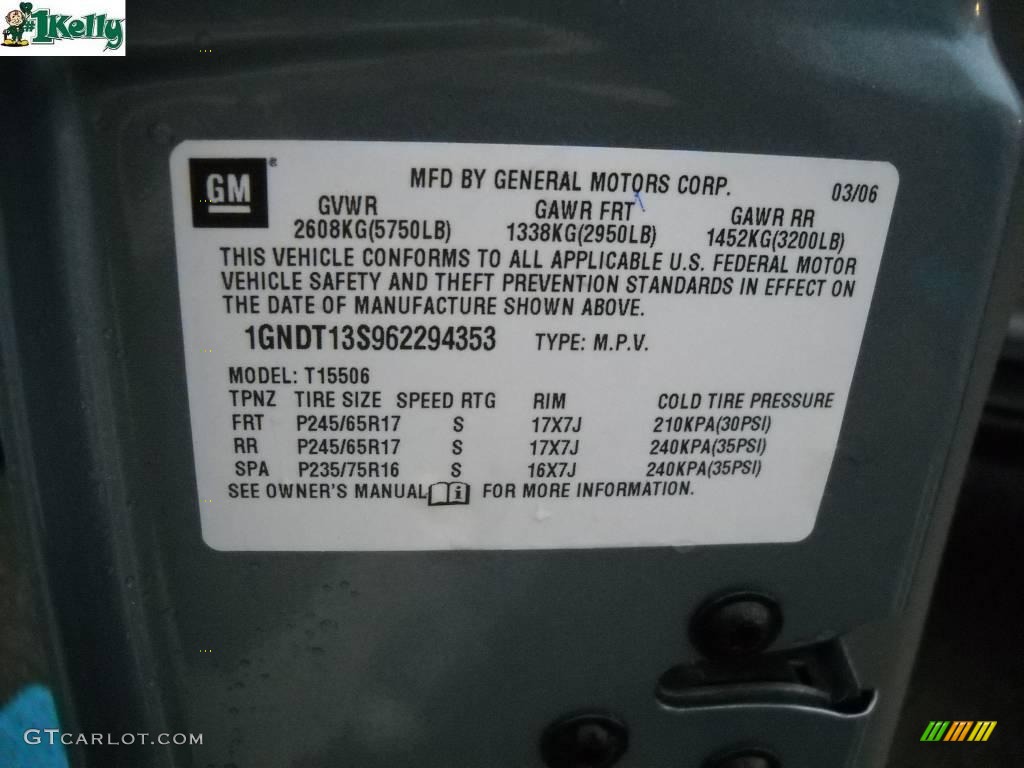 #1Kelly
GM®
MFD BY GENERAL MOTORS CORP. 03/06
GVWR GAWR FRT GAWR RR
2608KG(5750LB) 1338KG(2950LB) 1452KG(3200LB)
THIS VEHICLE CONFORMS TO ALL APPLICABLE U.S. FEDERAL MOTOR
VEHICLE SAFETY AND THEFT PREVENTION STANDARDS IN EFFECT ON
THE DATE OF MANUFACTURE SHOWN ABOVE.
1GNDT13S962294353 TYPE: M.P.V.
MODEL: T15506
TPNZ TIRE SIZE SPEED RTG RIM COLD TIRE PRESSURE
FRT P245/65R17 S 17X7J 210KPA(30PSI)
RR P245/65R17 S 17X7J 240KPA(35PSI)
SPA P235/75R16 S 16X7J 240KPA(35PSI)
SEE OWNER'S MANUAL FOR MORE INFORMATION.
GTCARLOT.COM